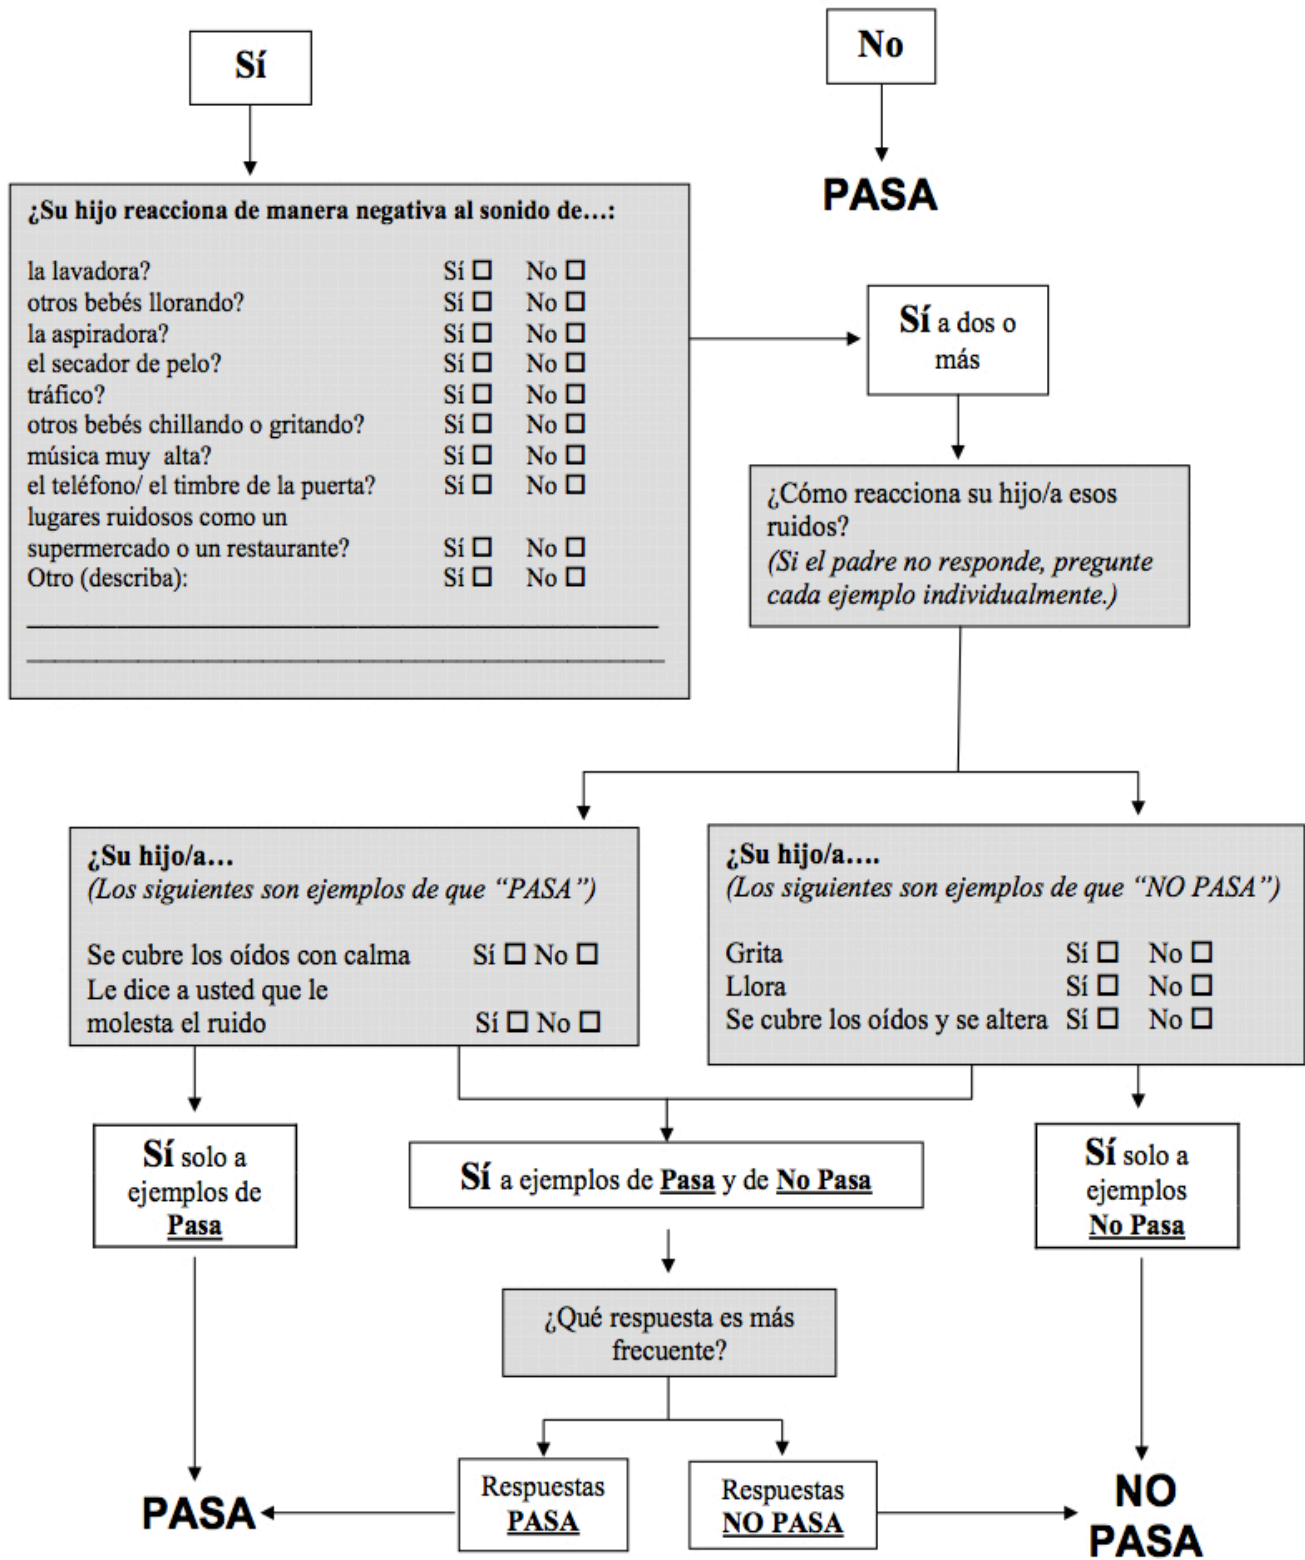 Sí
No
PASA
¿Su hijo reacciona de manera negativa al sonido de…:
la lavadora? Sí ☐ No ☐
otros bebés llorando? Sí ☐ No ☐
la aspiradora? Sí ☐ No ☐
el secador de pelo? Sí ☐ No ☐
tráfico? Sí ☐ No ☐
otros bebés chillando o gritando? Sí ☐ No ☐
música muy alta? Sí ☐ No ☐
el teléfono/ el timbre de la puerta? Sí ☐ No ☐
lugares ruidosos como un
supermercado o un restaurante? Sí ☐ No ☐
Otro (describa): Sí ☐ No ☐
Sí a dos o
más
¿Cómo reacciona su hijo/a esos
ruidos?
(Si el padre no responde, pregunte
cada ejemplo individualmente.)
¿Su hijo/a…
(Los siguientes son ejemplos de que “PASA”)
Se cubre los oídos con calma Sí ☐ No ☐
Le dice a usted que le
molesta el ruido Sí ☐ No ☐
¿Su hijo/a….
(Los siguientes son ejemplos de que “NO PASA”)
Grita Sí ☐ No ☐
Llora Sí ☐ No ☐
Se cubre los oídos y se altera Sí ☐ No ☐
Sí solo a
ejemplos de
Pasa
Sí a ejemplos de Pasa y de No Pasa
Sí solo a
ejemplos
No Pasa
¿Qué respuesta es más
frecuente?
Respuestas
PASA
Respuestas
NO PASA
PASA
NO
PASA